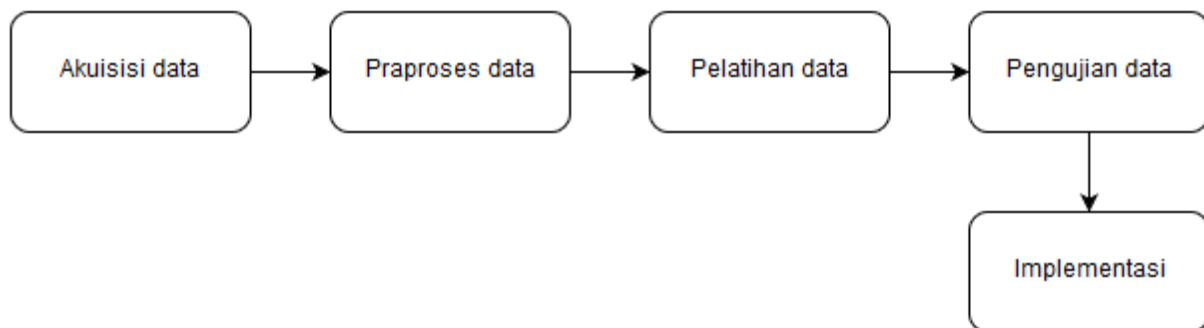 Akuisisi data
Praproses data
Pelatihan data
Pengujian data
Implementasi